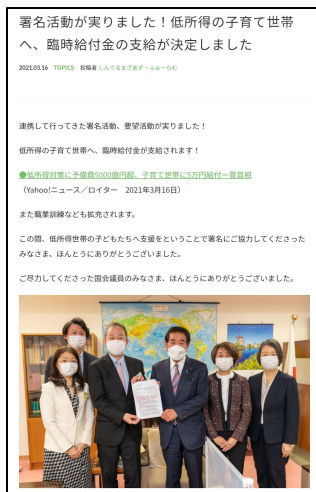 署名活動が実りました！低所得の子育て世帯
へ、臨時給付金の支給が決定しました
2021.03.16 TOPICS 投稿者 しんぐるまざあず・ふぉーらむ
連携して行ってきた署名活動、要望活動が実りました！
低所得の子育て世帯へ、臨時給付金が支給されます！
●低所得対策に予備費5000億円超、子育て世帯に5万円給付＝菅首相
（Yahoo!ニュース／ロイター　2021年3月16日）
また職業訓練なども拡充されます。
この間、低所得世帯の子どもたちへ支援をということで署名にご協力してくださった
みなさま、ほんとうにありがとうございました。
ご尽力してくださった国会議員のみなさま、ほんとうにありがとうございました。